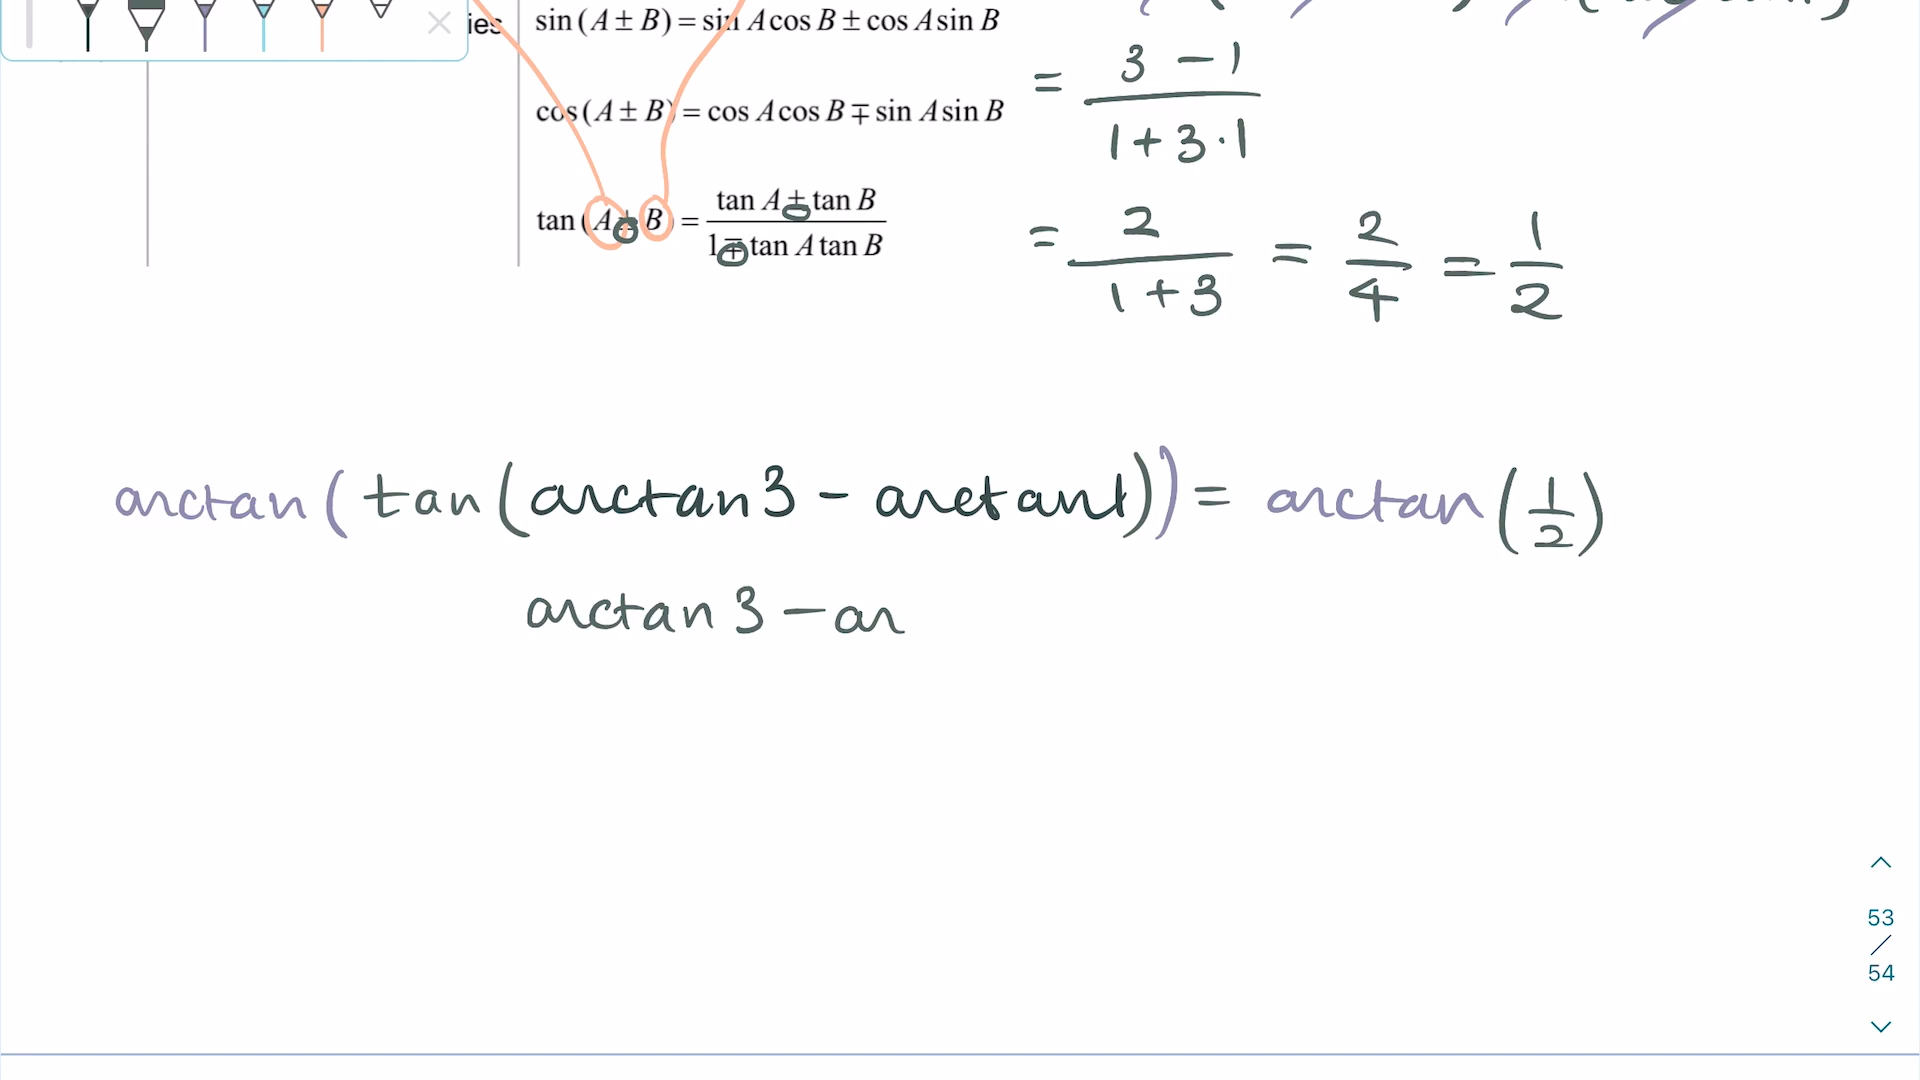 ies
sin (A ± B) = sin A cos B ± cos A sin B
cos (A ± B) = cos A cos B ∓ sin A sin B
tan (A ± B) = (tan A ± tan B) / (1 ∓ tan A tan B)
= (3 - 1) / (1 + 3 · 1)
= 2 / (1 + 3) = 2/4 = 1/2
arctan ( tan ( arctan 3 - arctan 1 ) ) = arctan ( 1/2 )
arctan 3 - ar
53
/
54